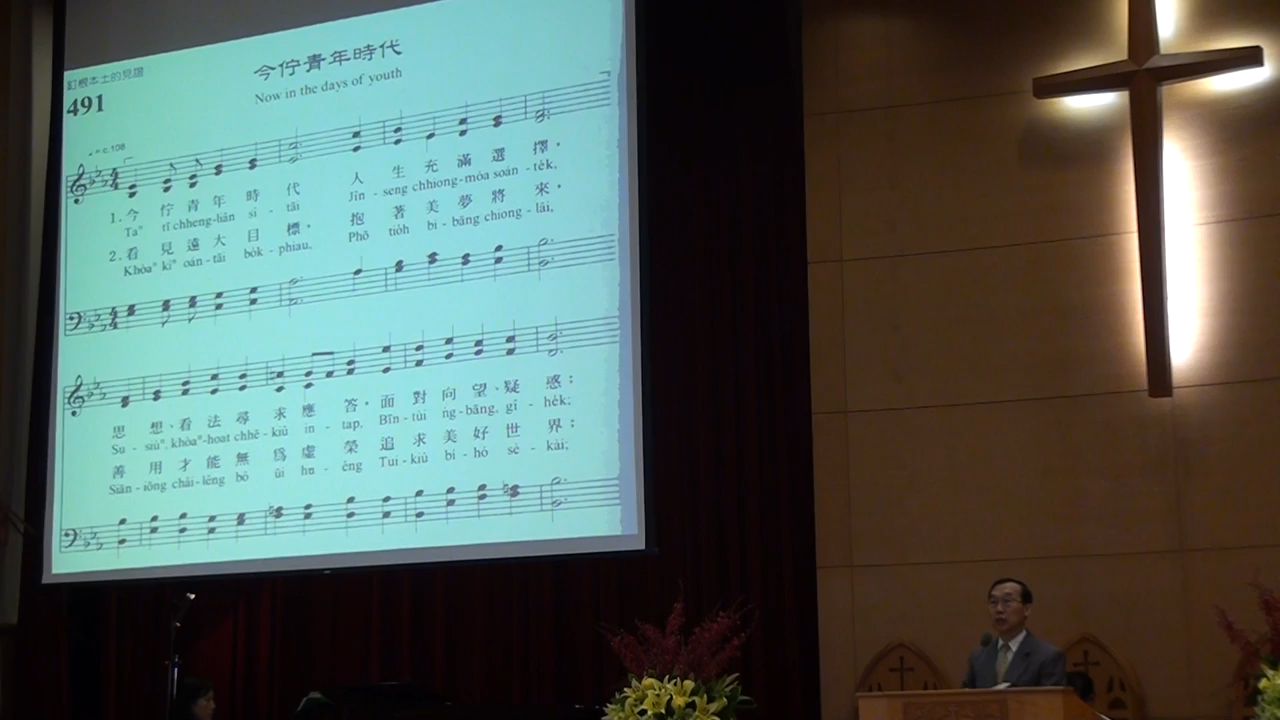 釘根本土的見證
491
今佇青年時代
Now in the days of youth
♩ = c.108
1. 今佇青年時代 人生充滿選擇，
Taⁿ tī chheng-liân sî-tāi Jîn-seng chhiong-móa soán-te̍k,
2. 看見遠大目標， 抱著美夢將來，
Khòaⁿ kìⁿ oán-tāi bo̍k-phiau, Phō tio̍h bí-bāng chiong-lâi,
思想、看法尋求應答，面對向望、疑惑；
Su-siúⁿ, khòaⁿ-hoat chhē-kiû ìn-tap, Bīn-tùi ǹg-bāng, gî-he̍k;
善用才能無為虛榮 追求美好世界；
Siān-iōng châi-lêng bô ūi hu-êng Tui-kiû bí-hó sè-kài;